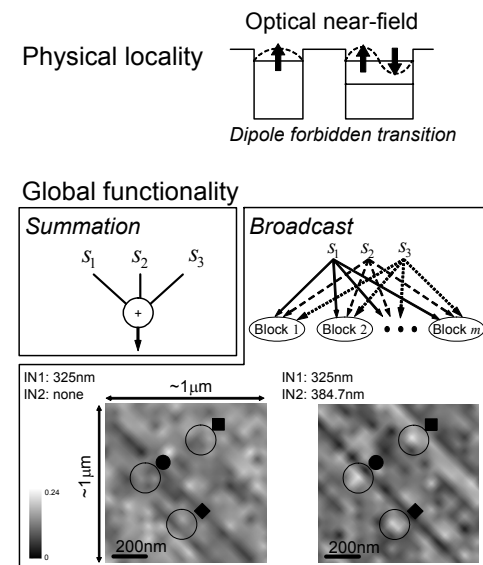 Optical near-field
Physical locality
Dipole forbidden transition
Global functionality
Summation
S1 S2 S3
+
Broadcast
S1 S2 S3
Block 1 Block 2 ••• Block m
IN1: 325nm
IN2: none
~1μm
~1μm
0.24
0
200nm
IN1: 325nm
IN2: 384.7nm
200nm